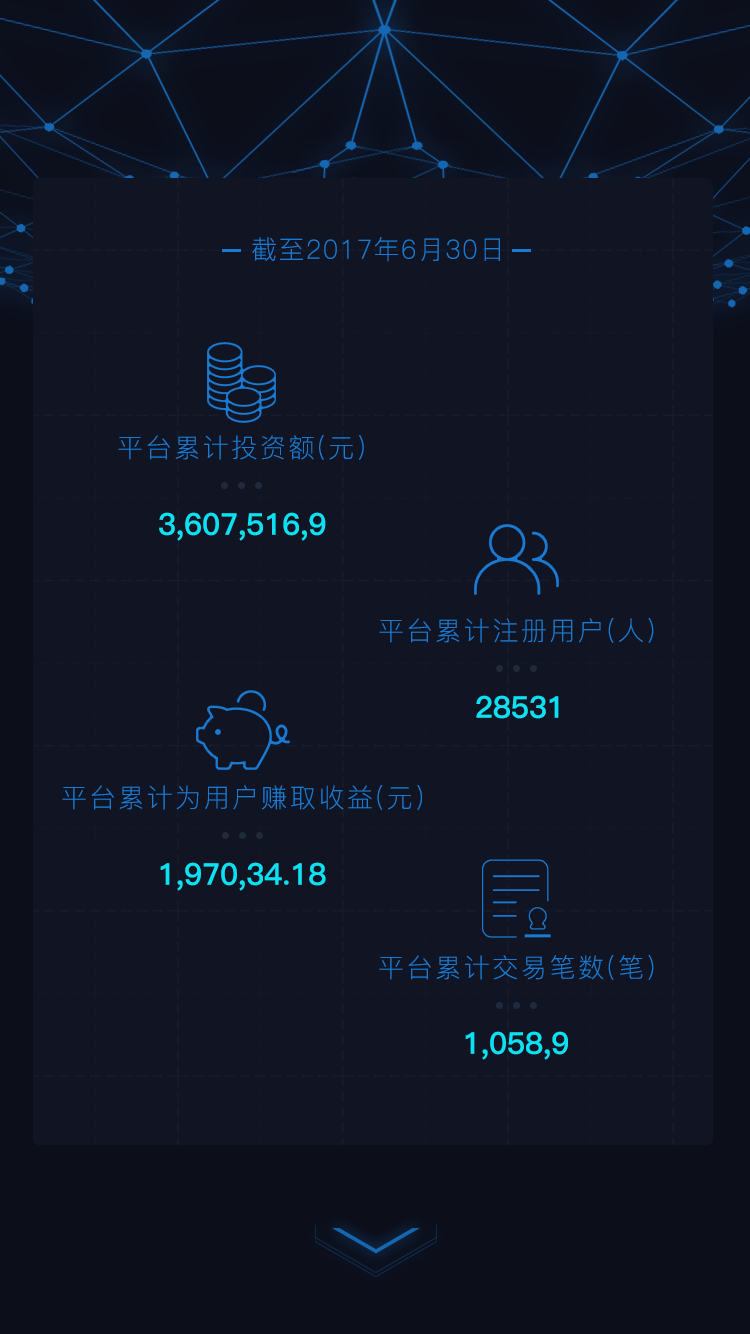 截至2017年6月30日
平台累计投资额(元)
3,607,516,9
平台累计注册用户(人)
28531
平台累计为用户赚取收益(元)
1,970,34.18
平台累计交易笔数(笔)
1,058,9